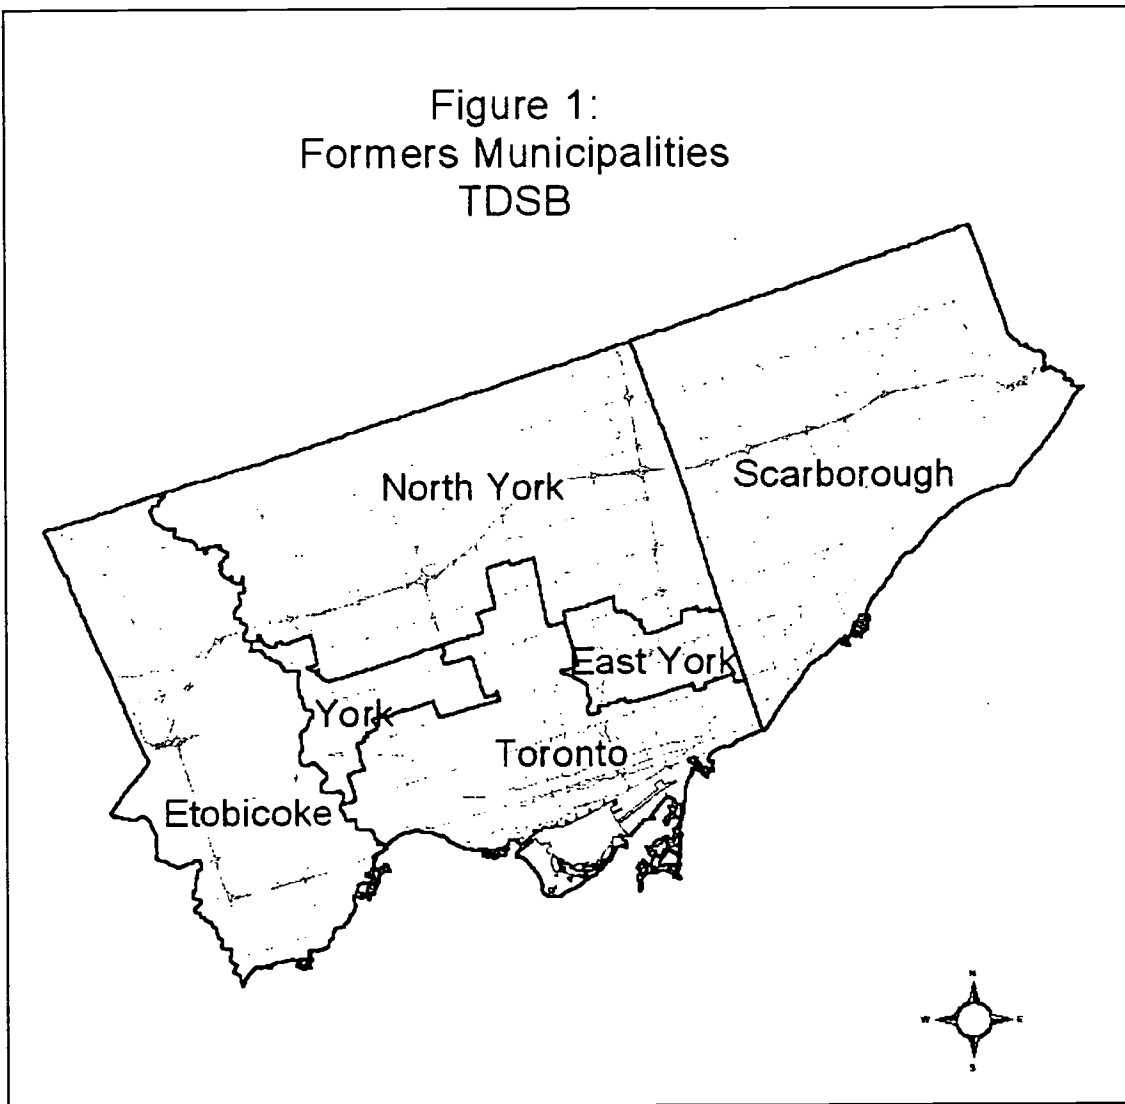 Figure 1:
Formers Municipalities
TDSB
North York
Scarborough
East York
York
Toronto
Etobicoke
N
W
E
S